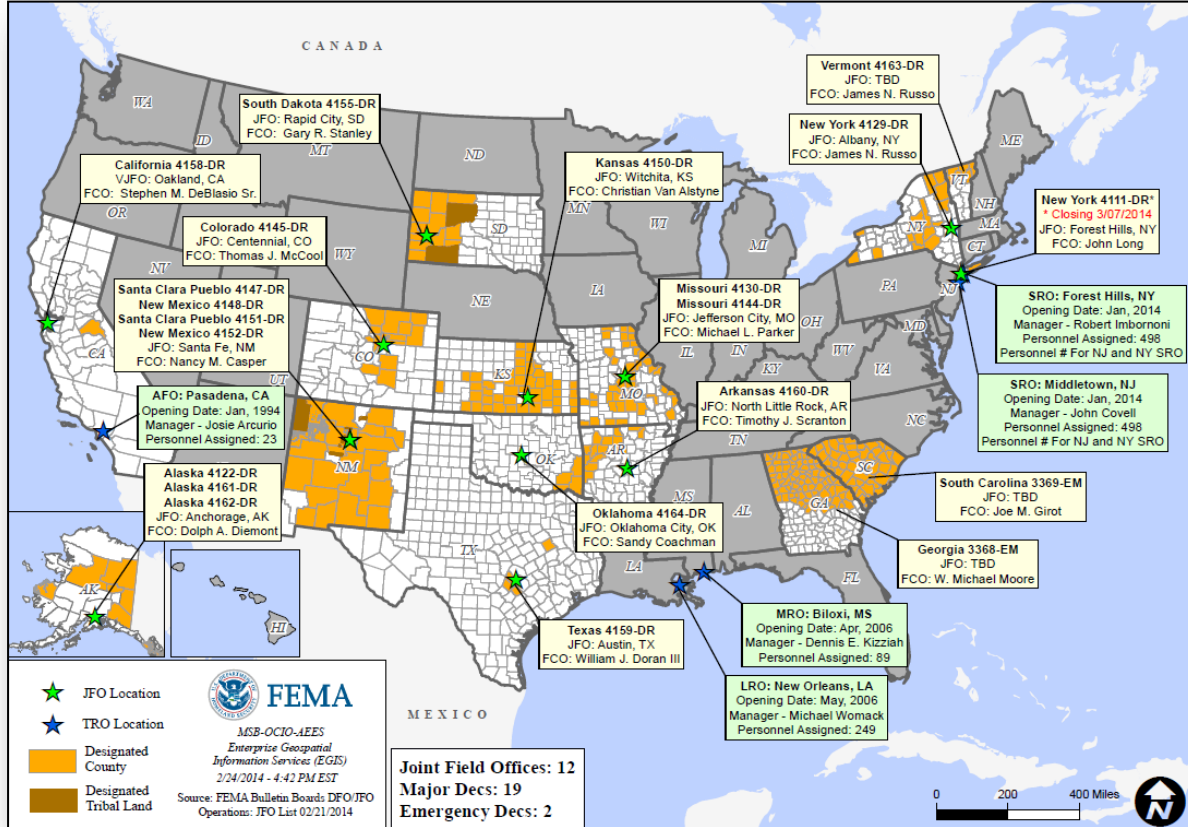 CANADA
WA
ID
MT
ND
OR
SD
MN
WI
MI
ME
VT
NH
NY
MA
CT
NJ
PA
MD
WY
NV
NE
IA
OH
IL
IN
WV
VA
KY
UT
CO
KS
MO
CA
NC
TN
SC
NM
OK
AR
MS
AL
GA
TX
LA
FL
AK
HI
MEXICO
South Dakota 4155-DR
JFO: Rapid City, SD
FCO: Gary R. Stanley
California 4158-DR
VJFO: Oakland, CA
FCO: Stephen M. DeBlasio Sr.
Colorado 4145-DR
JFO: Centennial, CO
FCO: Thomas J. McCool
Santa Clara Pueblo 4147-DR
New Mexico 4148-DR
Santa Clara Pueblo 4151-DR
New Mexico 4152-DR
JFO: Santa Fe, NM
FCO: Nancy M. Casper
AFO: Pasadena, CA
Opening Date: Jan, 1994
Manager - Josie Arcurio
Personnel Assigned: 23
Alaska 4122-DR
Alaska 4161-DR
Alaska 4162-DR
JFO: Anchorage, AK
FCO: Dolph A. Diemont
Kansas 4150-DR
JFO: Witchita, KS
FCO: Christian Van Alstyne
Missouri 4130-DR
Missouri 4144-DR
JFO: Jefferson City, MO
FCO: Michael L. Parker
Arkansas 4160-DR
JFO: North Little Rock, AR
FCO: Timothy J. Scranton
Oklahoma 4164-DR
JFO: Oklahoma City, OK
FCO: Sandy Coachman
Texas 4159-DR
JFO: Austin, TX
FCO: William J. Doran III
Vermont 4163-DR
JFO: TBD
FCO: James N. Russo
New York 4129-DR
JFO: Albany, NY
FCO: James N. Russo
New York 4111-DR*
* Closing 3/07/2014
JFO: Forest Hills, NY
FCO: John Long
SRO: Forest Hills, NY
Opening Date: Jan, 2014
Manager - Robert Imbornoni
Personnel Assigned: 498
Personnel # For NJ and NY SRO
SRO: Middletown, NJ
Opening Date: Jan, 2014
Manager - John Covell
Personnel Assigned: 498
Personnel # For NJ and NY SRO
South Carolina 3369-EM
JFO: TBD
FCO: Joe M. Girot
Georgia 3368-EM
JFO: TBD
FCO: W. Michael Moore
MRO: Biloxi, MS
Opening Date: Apr, 2006
Manager - Dennis E. Kizziah
Personnel Assigned: 89
LRO: New Orleans, LA
Opening Date: May, 2006
Manager - Michael Womack
Personnel Assigned: 249
JFO Location
TRO Location
Designated
County
Designated
Tribal Land
FEMA
MSB-OCIO-AEES
Enterprise Geospatial
Information Services (EGIS)
2/24/2014 - 4:42 PM EST
Source: FEMA Bulletin Boards DFO/JFO
Operations: JFO List 02/21/2014
Joint Field Offices: 12
Major Decs: 19
Emergency Decs: 2
0 200 400 Miles
N